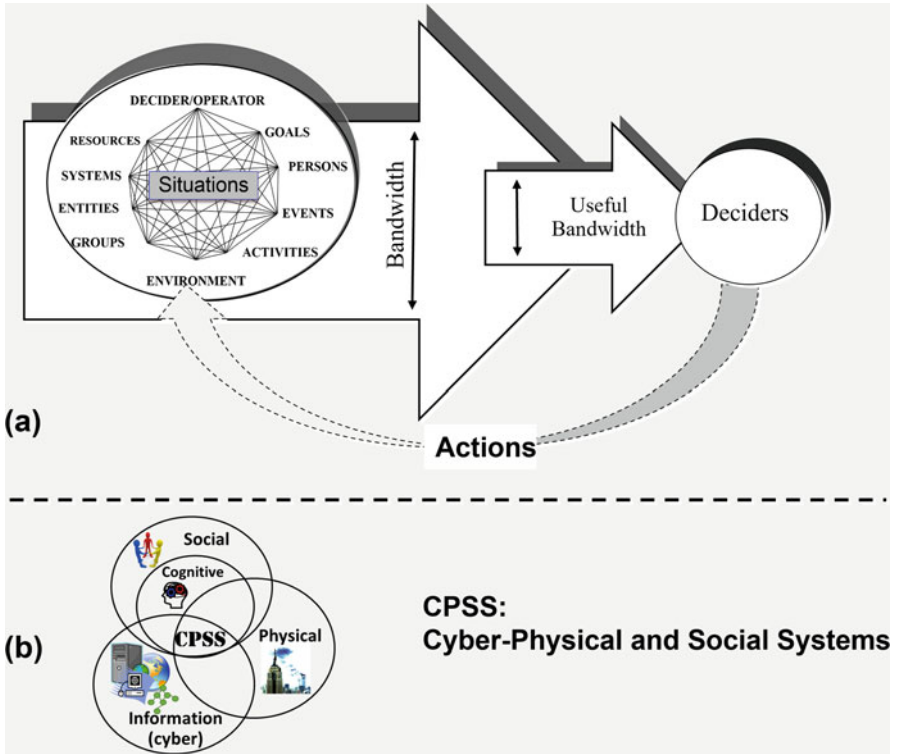 DECIDER/OPERATOR
RESOURCES
GOALS
SYSTEMS
PERSONS
Situations
ENTITIES
EVENTS
GROUPS
ACTIVITIES
ENVIRONMENT
Bandwidth
Useful
Bandwidth
Deciders
(a)
Actions
Social
Cognitive
CPSS
Physical
(b)
Information
(cyber)
CPSS:
Cyber-Physical and Social Systems